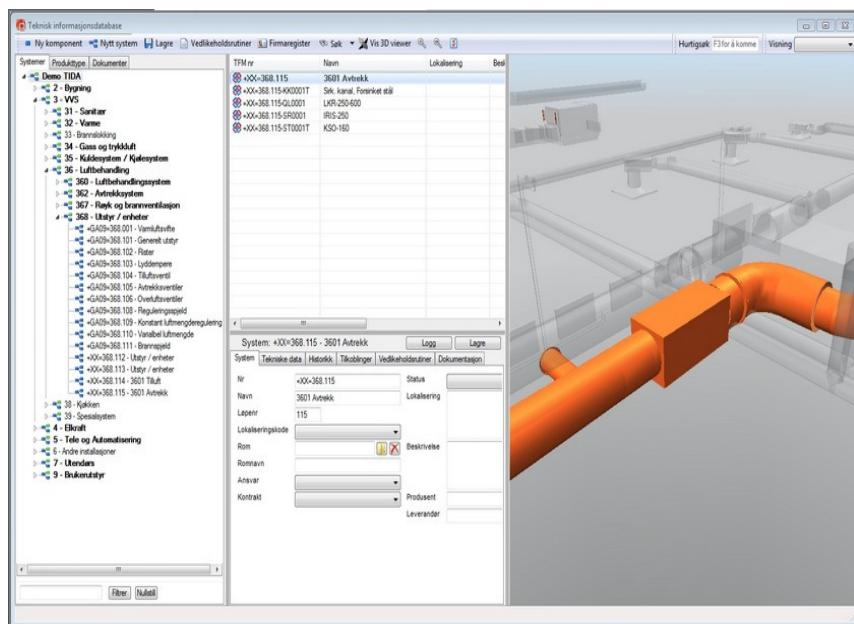 Teknisk informasjonsdatabase
Ny komponent Nytt system Lagre Vedlikeholdsrutiner Firmaregister Søk Vis 3D viewer Hurtigsøk F3 for å komme Visning
Systemer Produkttype Dokumenter
Demo TIDA
2 - Bygning
3 - VVS
31 - Sanitær
32 - Varme
33 - Brannslokking
34 - Gass og trykkluft
35 - Kuldesystem / Kjølesystem
36 - Luftbehandling
360 - Luftbehandlingssystem
362 - Avtrekksystem
367 - Røyk og brannventilasjon
368 - Utstyr / enheter
+GA09=368.001 - Varmluftsvifte
+GA09=368.101 - Generelt utstyr
+GA09=368.102 - Rister
+GA09=368.103 - Lyddempere
+GA09=368.104 - Tilluftsventil
+GA09=368.105 - Avtrekksventiler
+GA09=368.106 - Overluftsventiler
+GA09=368.108 - Reguleringsspjeld
+GA09=368.109 - Konstant luftmengderegulering
+GA09=368.110 - Variabel luftmengde
+GA09=368.111 - Brannspjeld
+XX=368.112 - Utstyr / enheter
+XX=368.113 - Utstyr / enheter
+XX=368.114 - 3601 Tilluft
+XX=368.115 - 3601 Avtrekk
38 - Kjøkken
39 - Spesialsystem
4 - Elkraft
5 - Tele og Automatisering
6 - Andre installasjoner
7 - Utendørs
9 - Brukerutstyr
Filtrer Nullstill
TFM nr Navn Lokalisering Besk
+XX=368.115 3601 Avtrekk
+XX=368.115-KK0001T Sirk. kanal, Forsinket stål
+XX=368.115-QL0001 LKR-250-600
+XX=368.115-SR0001 IRIS-250
+XX=368.115-ST0001T KSO-160
System: +XX=368.115 - 3601 Avtrekk Logg Lagre
System Tekniske data Historikk Tilkoblinger Vedlikeholdsrutiner Dokumentasjon
Nr +XX=368.115 Status
Navn 3601 Avtrekk Lokalisering
Løpenr 115
Lokaliseringskode
Rom Beskrivelse
Romnavn
Ansvar
Kontrakt Produsent
Leverandør